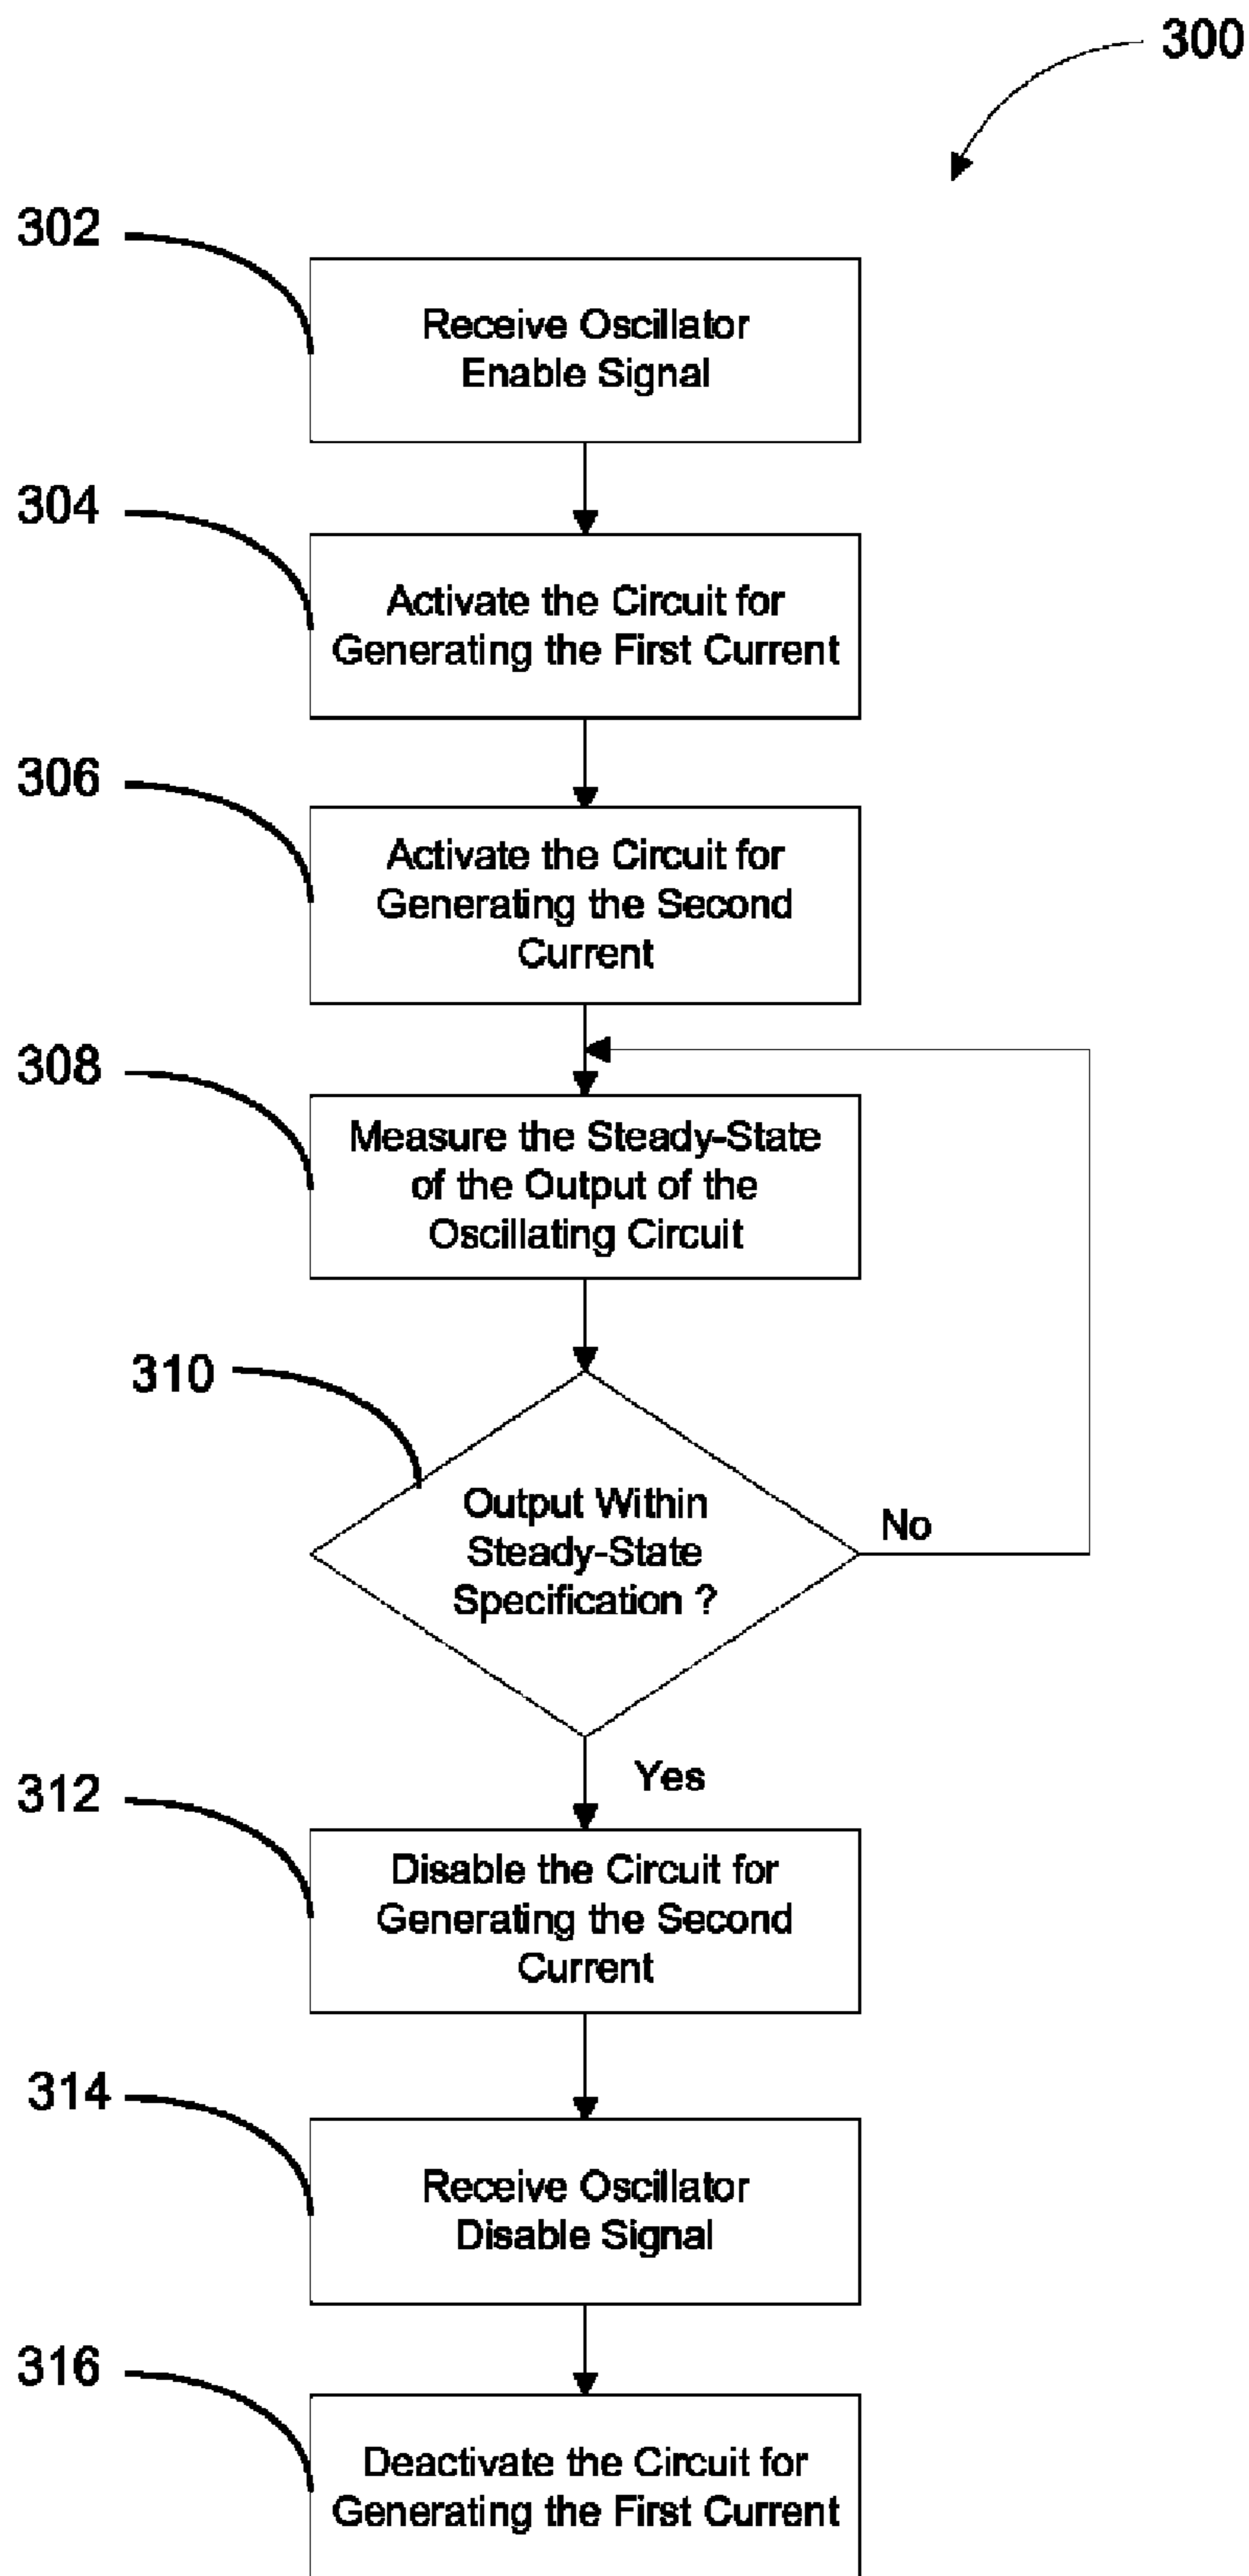 300
302
Receive Oscillator
Enable Signal
304
Activate the Circuit for
Generating the First Current
306
Activate the Circuit for
Generating the Second
Current
308
Measure the Steady-State
of the Output of the
Oscillating Circuit
310
Output Within
Steady-State
Specification ?
No
Yes
312
Disable the Circuit for
Generating the Second
Current
314
Receive Oscillator
Disable Signal
316
Deactivate the Circuit for
Generating the First Current